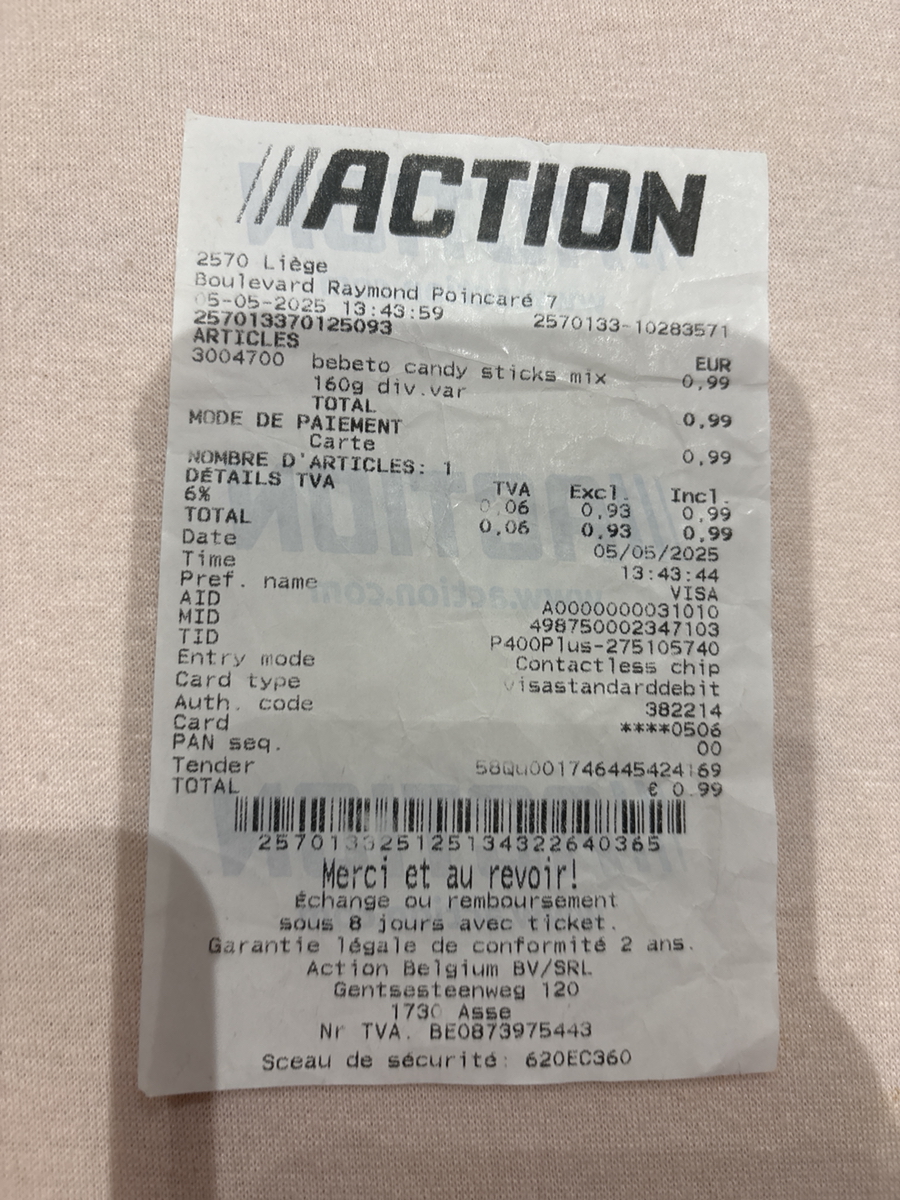 ACTION
2570 Liège
Boulevard Raymond Poincaré 7
05-05-2025 13:43:59 2570133-10283571
257013370125093
ARTICLES EUR
3004700 bebeto candy sticks mix 0,99
160g div.var
TOTAL 0,99
MODE DE PAIEMENT
Carte 0,99
NOMBRE D'ARTICLES: 1
DÉTAILS TVA TVA Excl. Incl.
6% 0,06 0,93 0,99
TOTAL 0,06 0,93 0,99
Date 05/05/2025
Time 13:43:44
Pref. name VISA
AID A0000000031010
MID 498750002347103
TID P400Plus-275105740
Entry mode Contactless chip
Card type visastandarddebit
Auth. code 382214
Card ****0506
PAN seq. 00
Tender
TOTAL € 0.99
Merci et au revoir!
Échange ou remboursement
sous 8 jours avec ticket.
Garantie légale de conformité 2 ans.
Action Belgium BV/SRL
Gentsesteenweg 120
1730 Asse
Nr TVA. BE0873975443
Sceau de sécurité: 620EC360